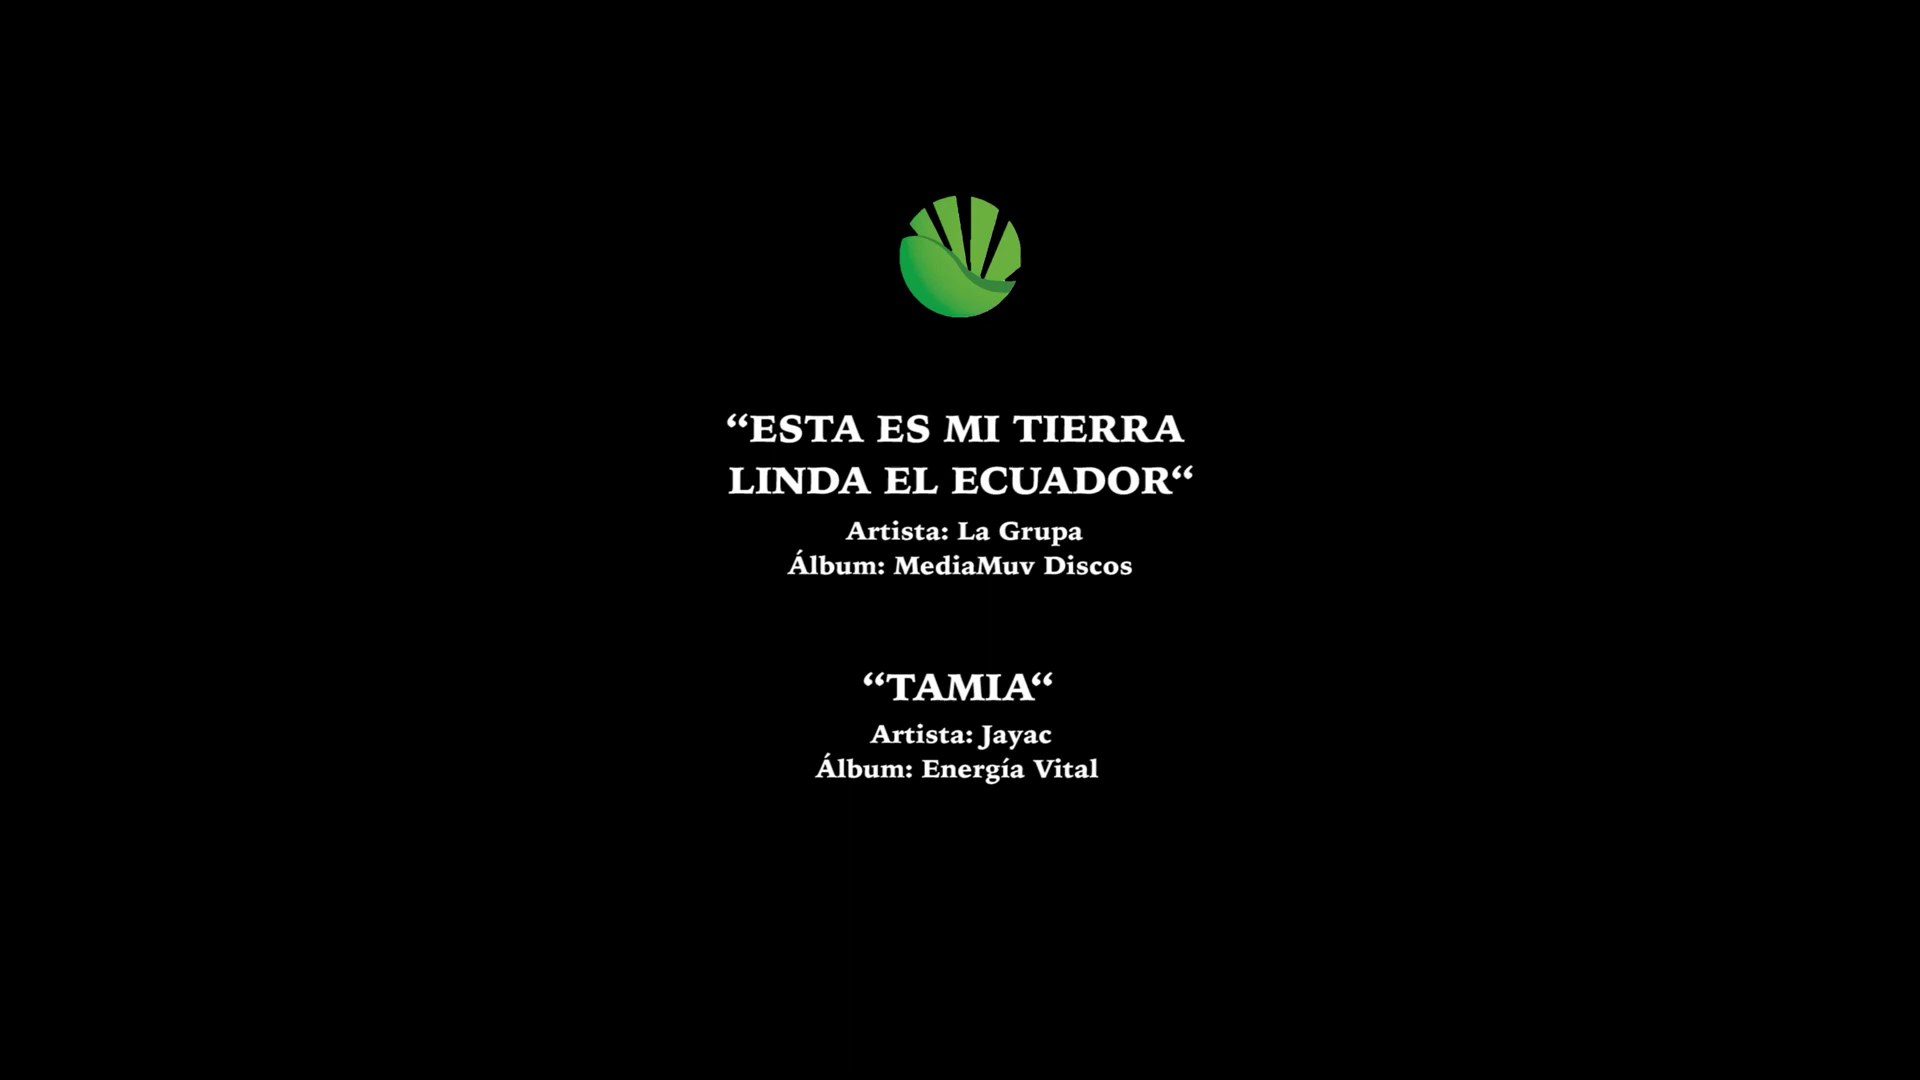 “ESTA ES MI TIERRA
LINDA EL ECUADOR“
Artista: La Grupa
Álbum: MediaMuv Discos
“TAMIA“
Artista: Jayac
Álbum: Energía Vital